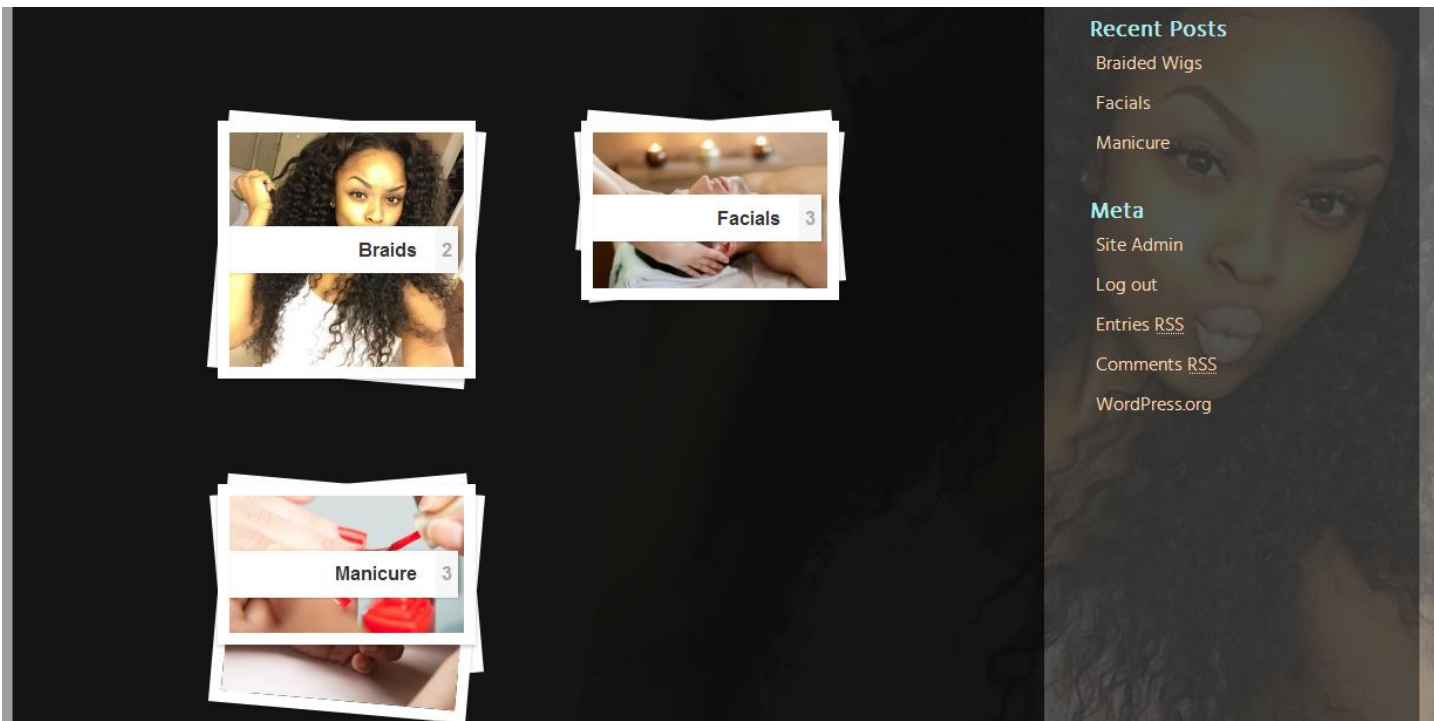 Braids 2
Facials 3
Manicure 3
Recent Posts
Braided Wigs
Facials
Manicure
Meta
Site Admin
Log out
Entries RSS
Comments RSS
WordPress.org